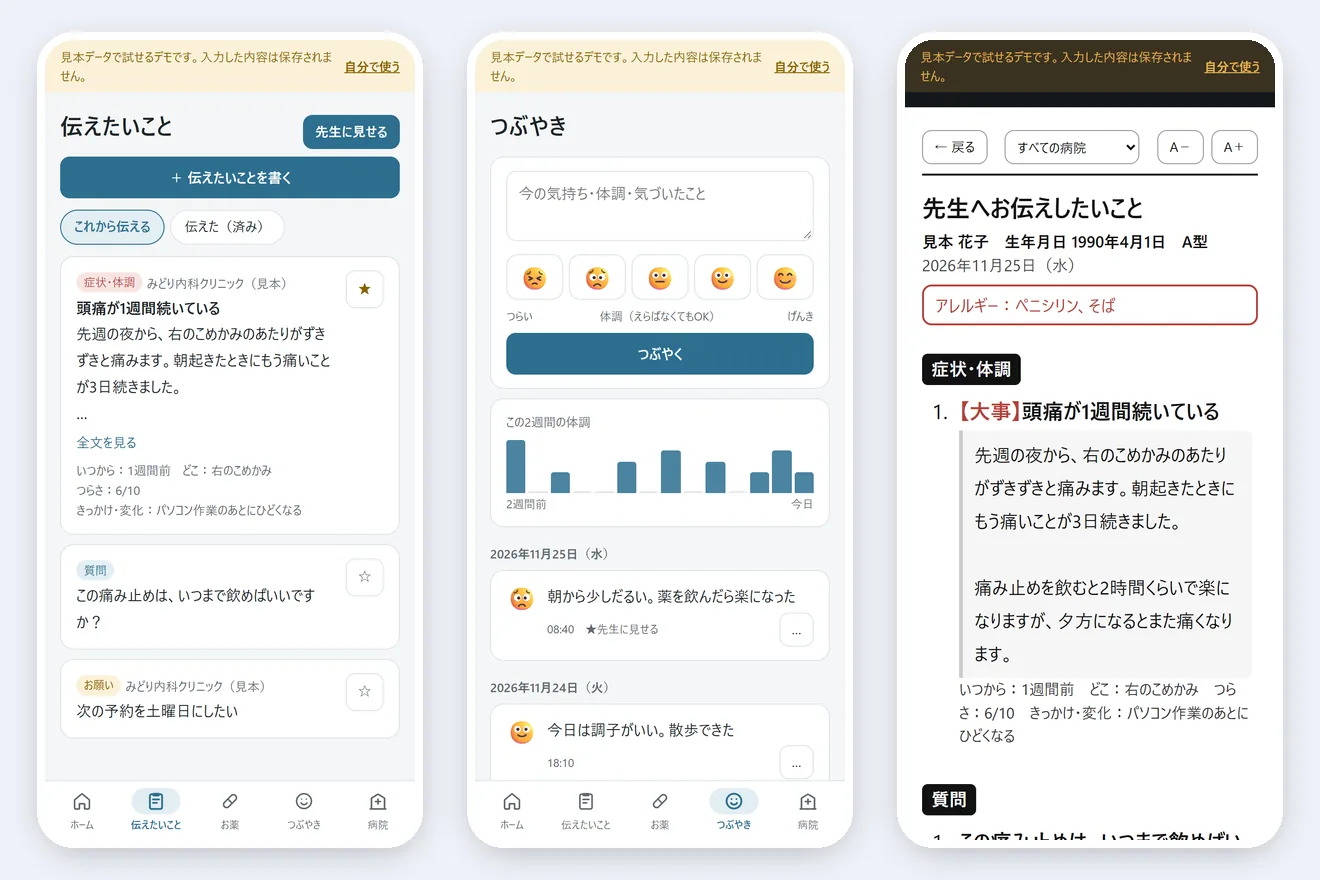 見本データで試せるデモです。入力した内容は保存されま
せん。
自分で使う
伝えたいこと
先生に見せる
＋ 伝えたいことを書く
これから伝える
伝えた（済み）
症状・体調 みどり内科クリニック（見本）
★
頭痛が1週間続いている
先週の夜から、右のこめかみのあたりがずき
ずきと痛みます。朝起きたときにもう痛いこと
が3日続きました。
...
全文を見る
いつから：1週間前　どこ：右のこめかみ
つらさ：6/10
きっかけ・変化：パソコン作業のあとにひどくなる
質問
☆
この痛み止めは、いつまで飲めばいいです
か？
お願い みどり内科クリニック（見本）
☆
次の予約を土曜日にしたい
ホーム
伝えたいこと
お薬
つぶやき
病院
見本データで試せるデモです。入力した内容は保存されま
せん。
自分で使う
つぶやき
今の気持ち・体調・気づいたこと
つらい
体調（えらばなくてもOK）
げんき
つぶやく
この2週間の体調
2週間前
今日
2026年11月25日（水）
朝から少しだるい。薬を飲んだら楽になった
08:40　★先生に見せる
...
2026年11月24日（火）
今日は調子がいい。散歩できた
18:10
...
ホーム
伝えたいこと
お薬
つぶやき
病院
見本データで試せるデモです。入力した内容は保存されま
せん。
自分で使う
← 戻る
すべての病院
A－
A＋
先生へお伝えしたいこと
見本 花子　生年月日 1990年4月1日　A型
2026年11月25日（水）
アレルギー：ペニシリン、そば
症状・体調
1. 【大事】頭痛が1週間続いている
先週の夜から、右のこめかみのあたり
がずきずきと痛みます。朝起きたときに
もう痛いことが3日続きました。
痛み止めを飲むと2時間くらいで楽に
なりますが、夕方になるとまた痛くなり
ます。
いつから：1週間前　どこ：右のこめかみ　つら
さ：6/10　きっかけ・変化：パソコン作業のあとに
ひどくなる
質問
1. この痛み止めは、いつまで飲めばい